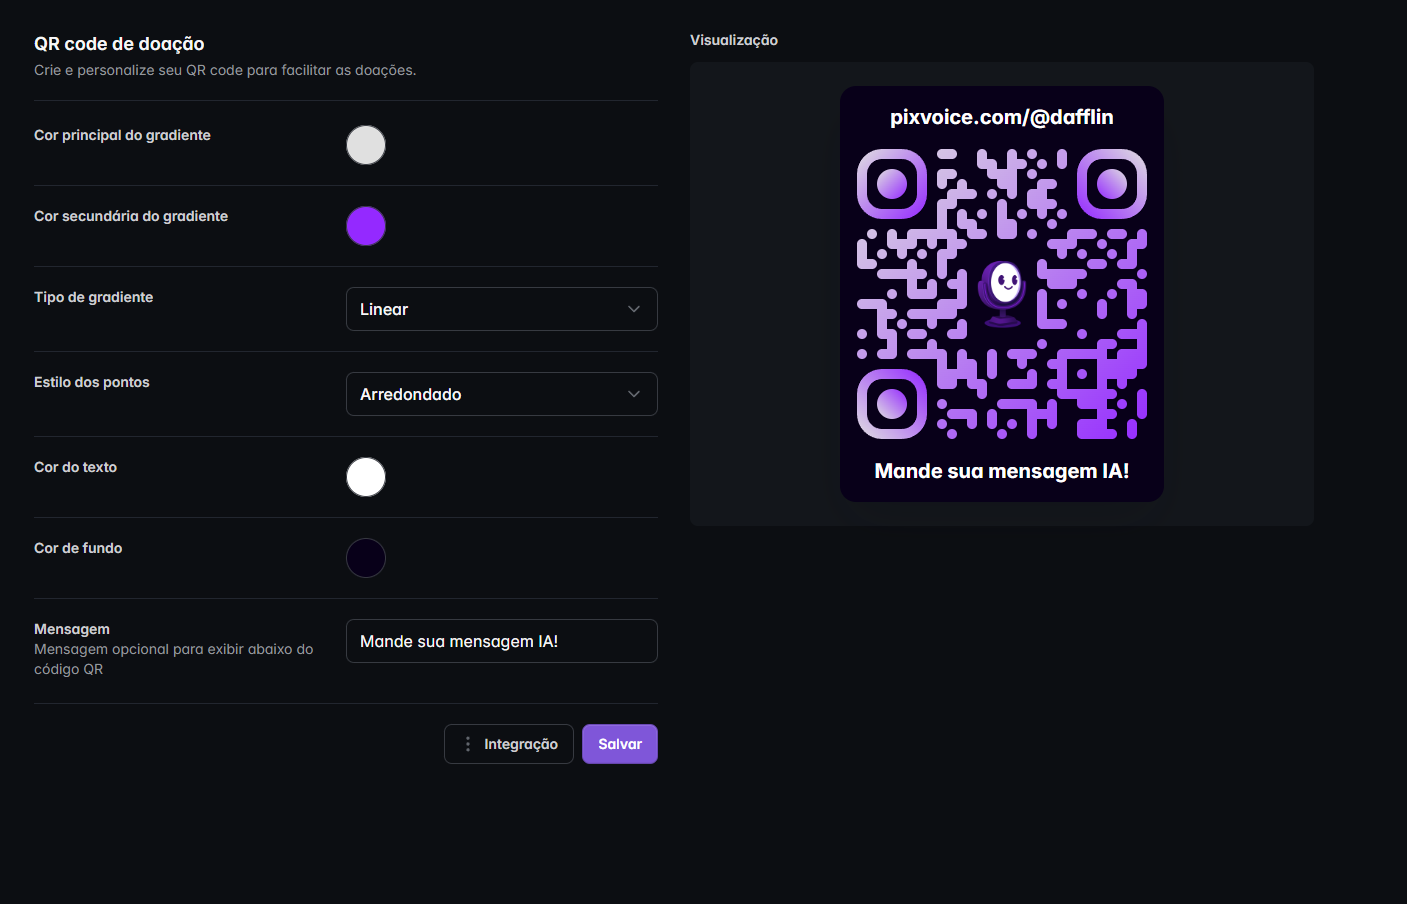 QR code de doação
Crie e personalize seu QR code para facilitar as doações.
Cor principal do gradiente
Cor secundária do gradiente
Tipo de gradiente
Linear
Estilo dos pontos
Arredondado
Cor do texto
Cor de fundo
Mensagem
Mensagem opcional para exibir abaixo do
código QR
Mande sua mensagem IA!
Integração
Salvar
Visualização
pixvoice.com/@dafflin
Mande sua mensagem IA!